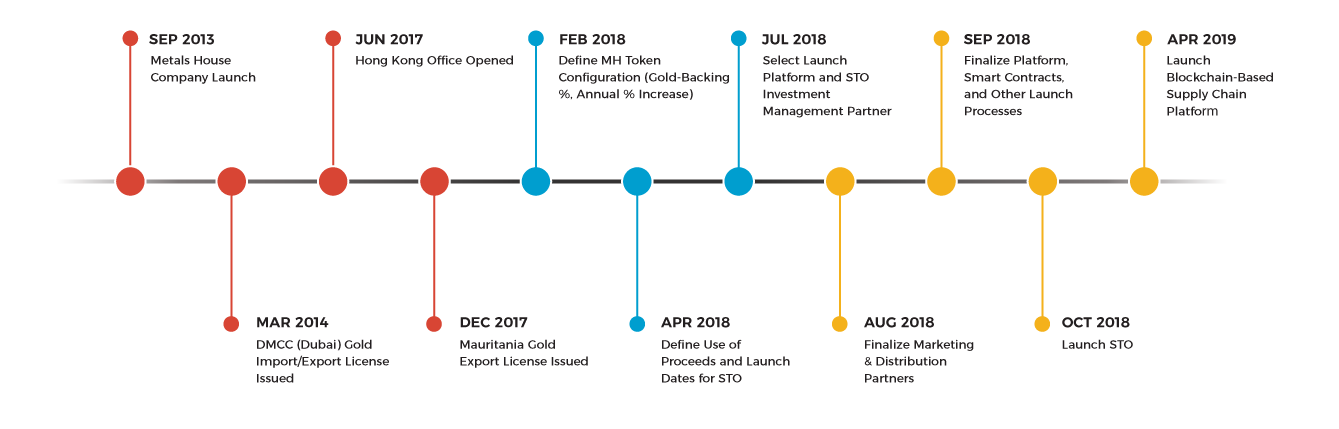 SEP 2013
Metals House
Company Launch
MAR 2014
DMCC (Dubai) Gold
Import/Export License
Issued
JUN 2017
Hong Kong Office Opened
DEC 2017
Mauritania Gold
Export License Issued
FEB 2018
Define MH Token
Configuration (Gold-Backing
%, Annual % Increase)
APR 2018
Define Use of
Proceeds and Launch
Dates for STO
JUL 2018
Select Launch
Platform and STO
Investment
Management Partner
AUG 2018
Finalize Marketing
& Distribution
Partners
SEP 2018
Finalize Platform,
Smart Contracts,
and Other Launch
Processes
OCT 2018
Launch STO
APR 2019
Launch
Blockchain-Based
Supply Chain
Platform